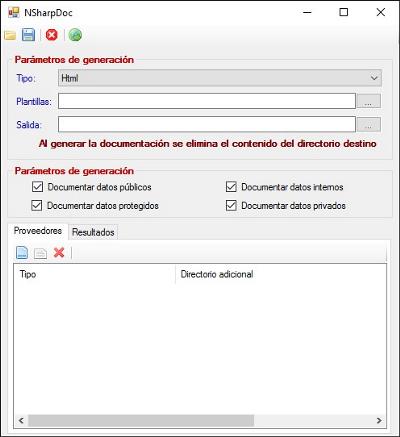 NSharpDoc
Parámetros de generación
Tipo: Html
Plantillas: ...
Salida: ...
Al generar la documentación se elimina el contenido del directorio destino
Parámetros de generación
Documentar datos públicos Documentar datos internos
Documentar datos protegidos Documentar datos privados
Proveedores Resultados
Tipo Directorio adicional